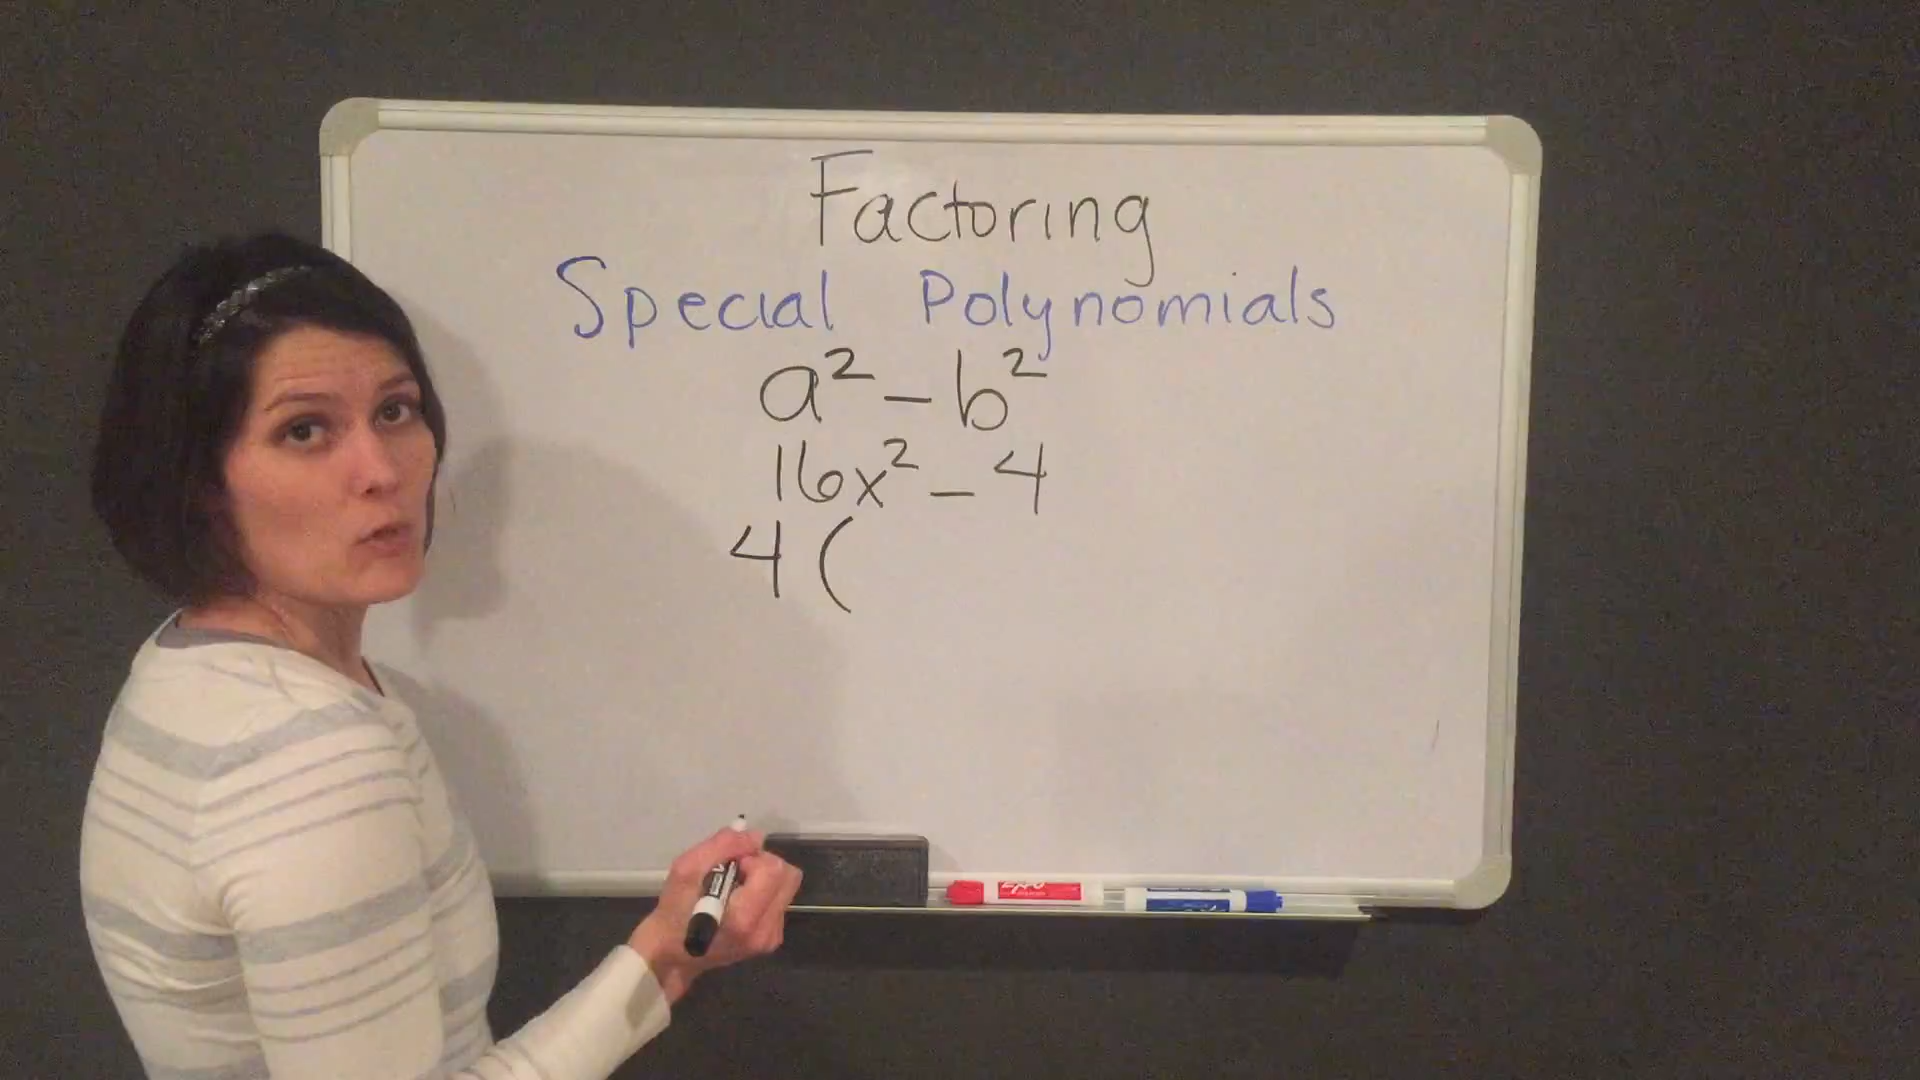 Factoring
Special Polynomials
a² - b²
16x² - 4
4 (